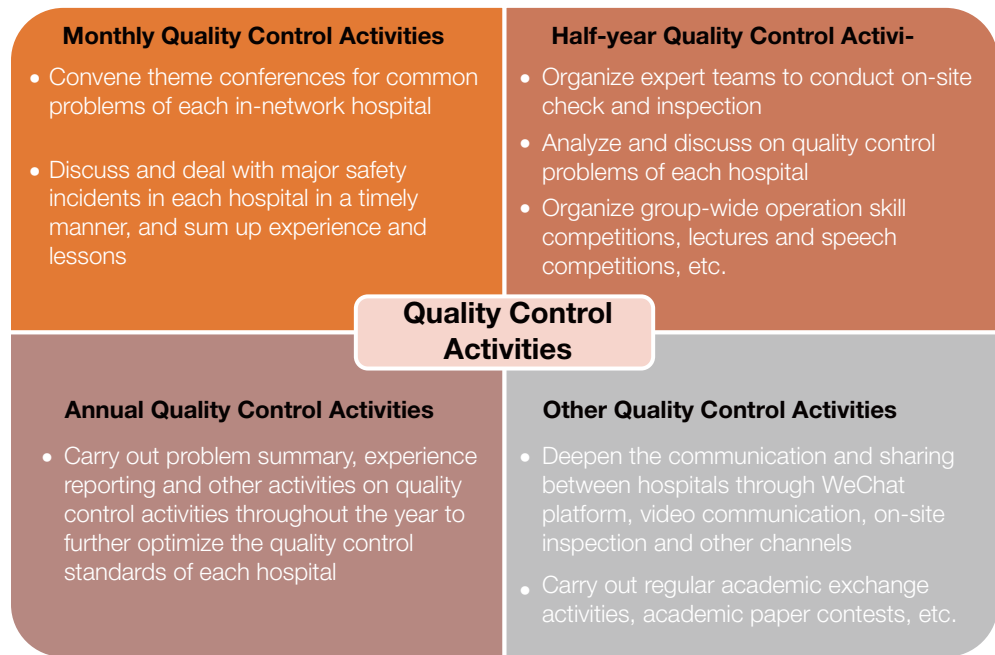 Monthly Quality Control Activities
• Convene theme conferences for common
problems of each in-network hospital
• Discuss and deal with major safety
incidents in each hospital in a timely
manner, and sum up experience and
lessons
Half-year Quality Control Activi-
• Organize expert teams to conduct on-site
check and inspection
• Analyze and discuss on quality control
problems of each hospital
• Organize group-wide operation skill
competitions, lectures and speech
competitions, etc.
Quality Control
Activities
Annual Quality Control Activities
• Carry out problem summary, experience
reporting and other activities on quality
control activities throughout the year to
further optimize the quality control
standards of each hospital
Other Quality Control Activities
• Deepen the communication and sharing
between hospitals through WeChat
platform, video communication, on-site
inspection and other channels
• Carry out regular academic exchange
activities, academic paper contests, etc.